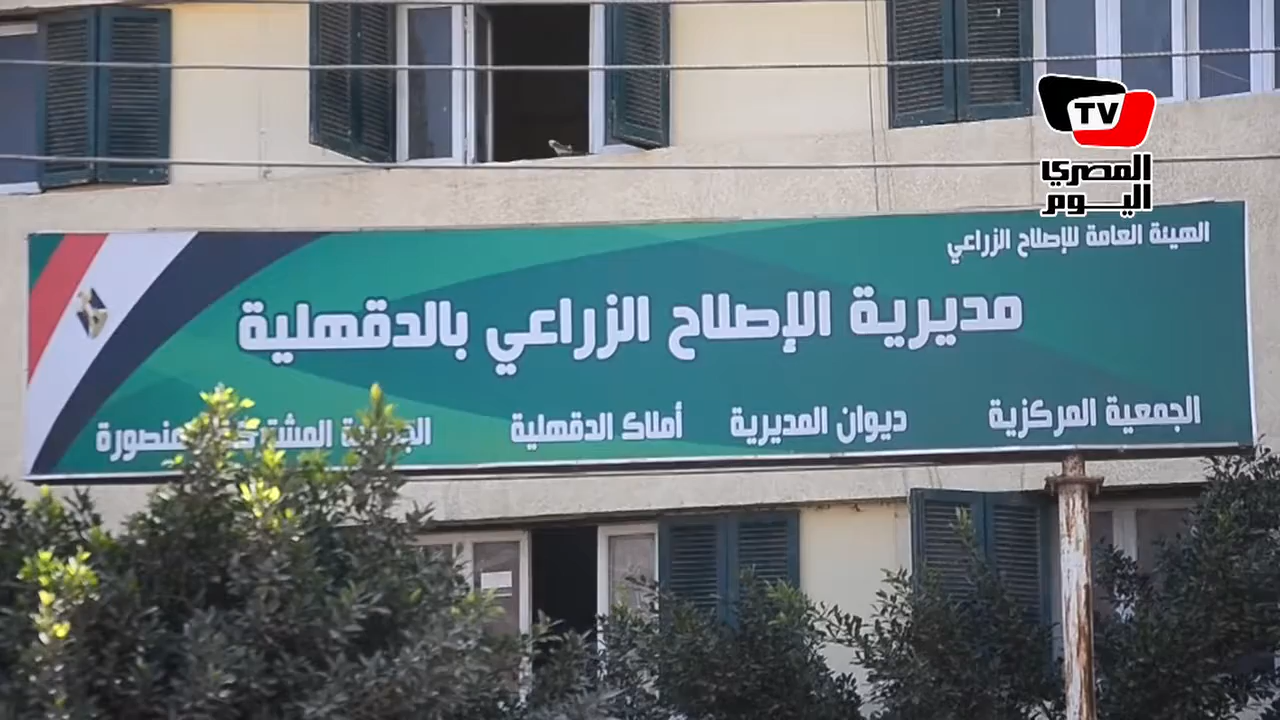 TV
المصري
اليوم
الهيئة العامة للإصلاح الزراعي
مديرية الإصلاح الزراعي بالدقهلية
الجمعية المركزية ديوان المديرية أملاك الدقهلية